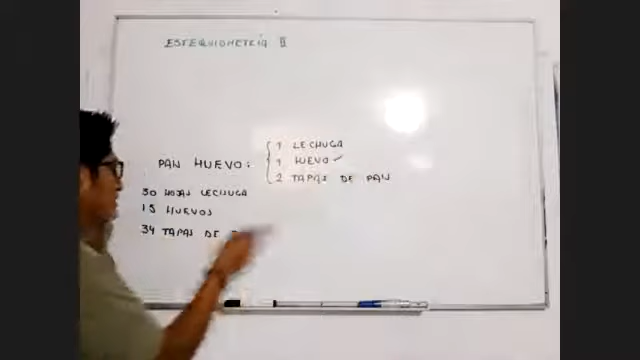 ESTEQUIOMETRÍA II
1 LECHUGA
PAN HUEVO: 1 HUEVO
2 TAPAS DE PAN
30 HOJAS LECHUGA
15 HUEVOS
34 TAPAS DE